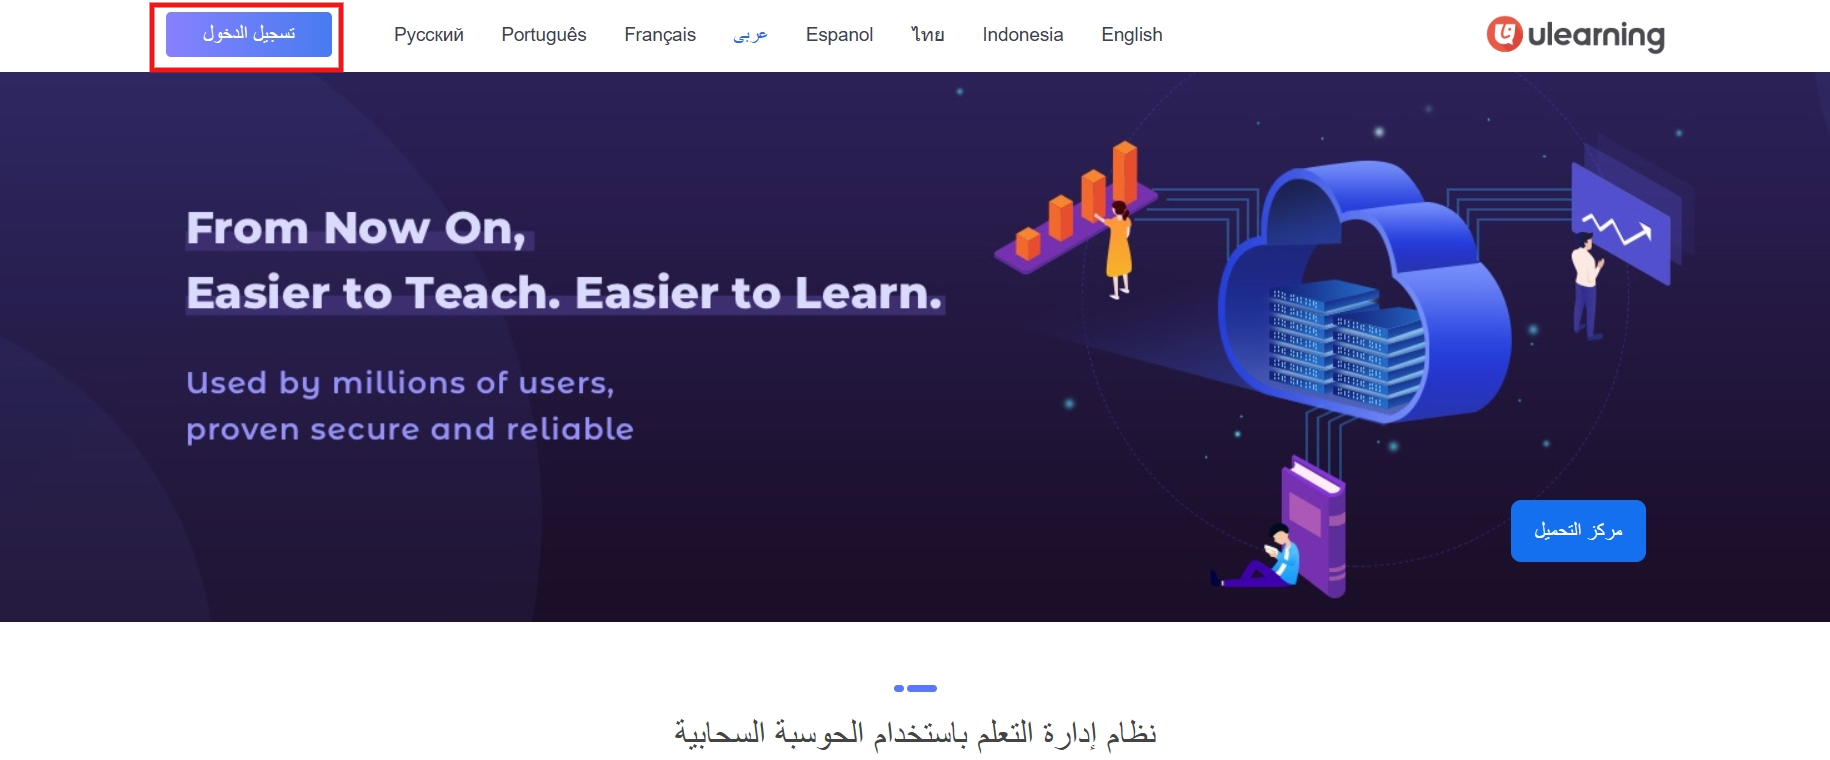 ulearning
English
Indonesia
ไทย
Espanol
عربى
Français
Português
Русский
تسجيل الدخول
From Now On,
Easier to Teach. Easier to Learn.
Used by millions of users,
proven secure and reliable
مركز التحميل
نظام إدارة التعلم باستخدام الحوسبة السحابية